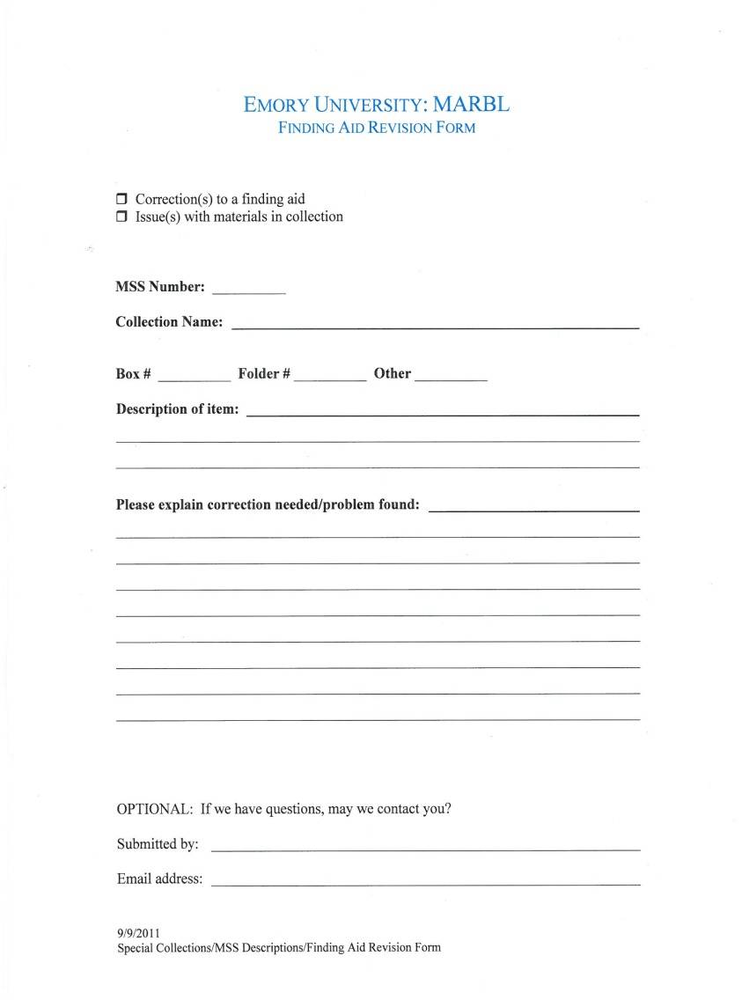 EMORY UNIVERSITY: MARBL
FINDING AID REVISION FORM
❒ Correction(s) to a finding aid
❒ Issue(s) with materials in collection
MSS Number: __________
Collection Name: ____________________
Box # __________ Folder # __________ Other __________
Description of item: ____________________
Please explain correction needed/problem found: ____________________
OPTIONAL: If we have questions, may we contact you?
Submitted by: ____________________
Email address: ____________________
9/9/2011
Special Collections/MSS Descriptions/Finding Aid Revision Form